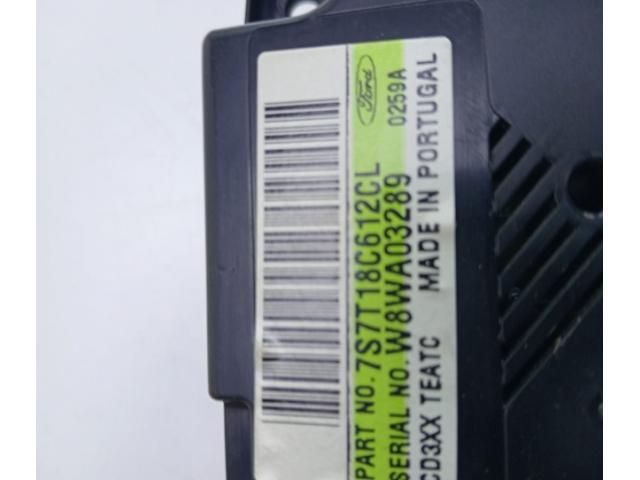 Ford
0259A
PART NO. 7S7T18C612CL
SERIAL NO. W8WA03289
CD3XX TEATC MADE IN PORTUGAL